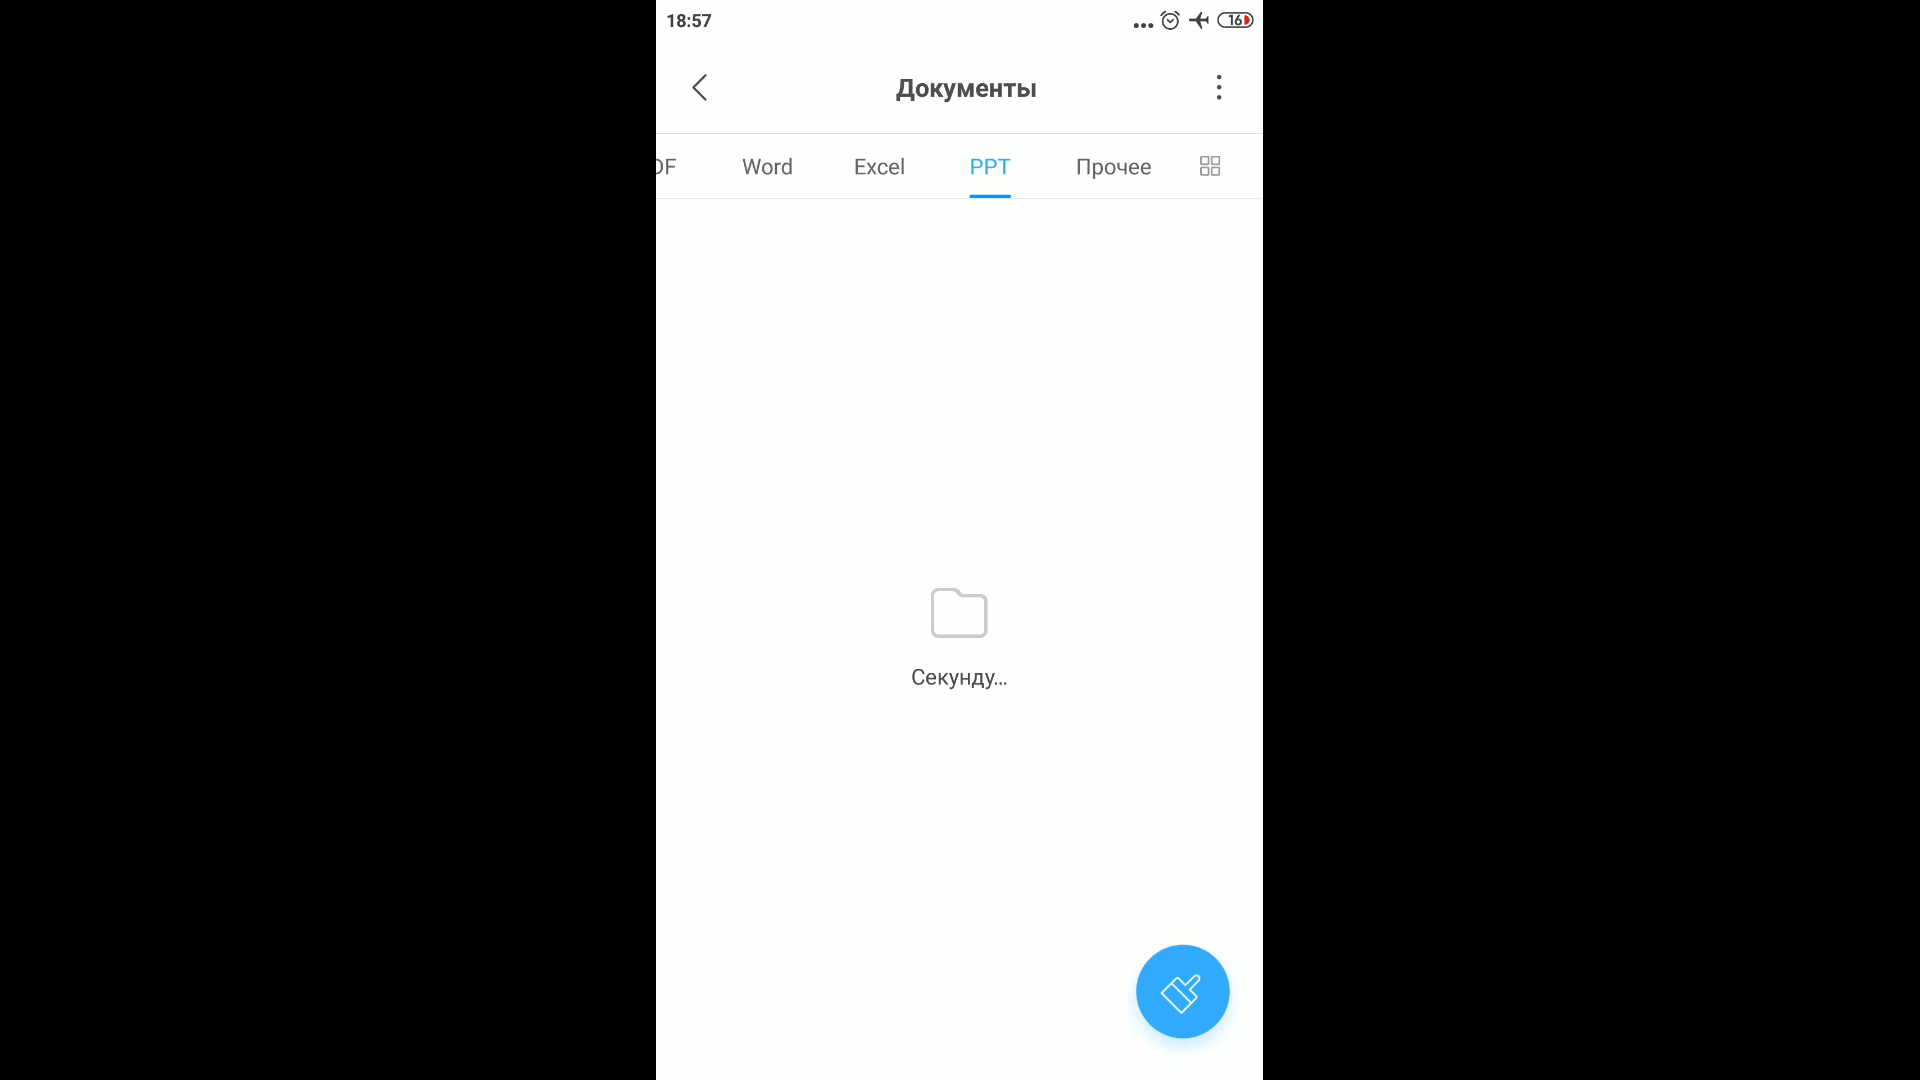 18:57
16
Документы
DF
Word
Excel
PPT
Прочее
Секунду...